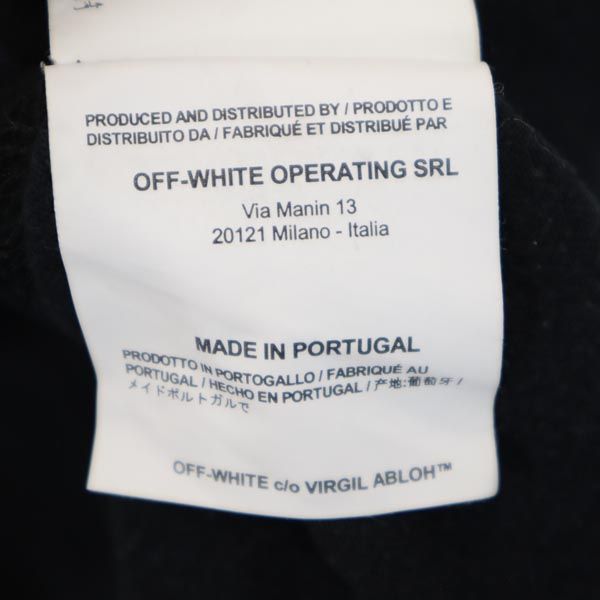 PRODUCED AND DISTRIBUTED BY / PRODOTTO E
DISTRIBUITO DA / FABRIQUÉ ET DISTRIBUÉ PAR
OFF-WHITE OPERATING SRL
Via Manin 13
20121 Milano - Italia
MADE IN PORTUGAL
PRODOTTO IN PORTOGALLO / FABRIQUÉ AU
PORTUGAL / HECHO EN PORTUGAL / 产地:葡萄牙 /
メイドポルトガルで
OFF-WHITE c/o VIRGIL ABLOH™